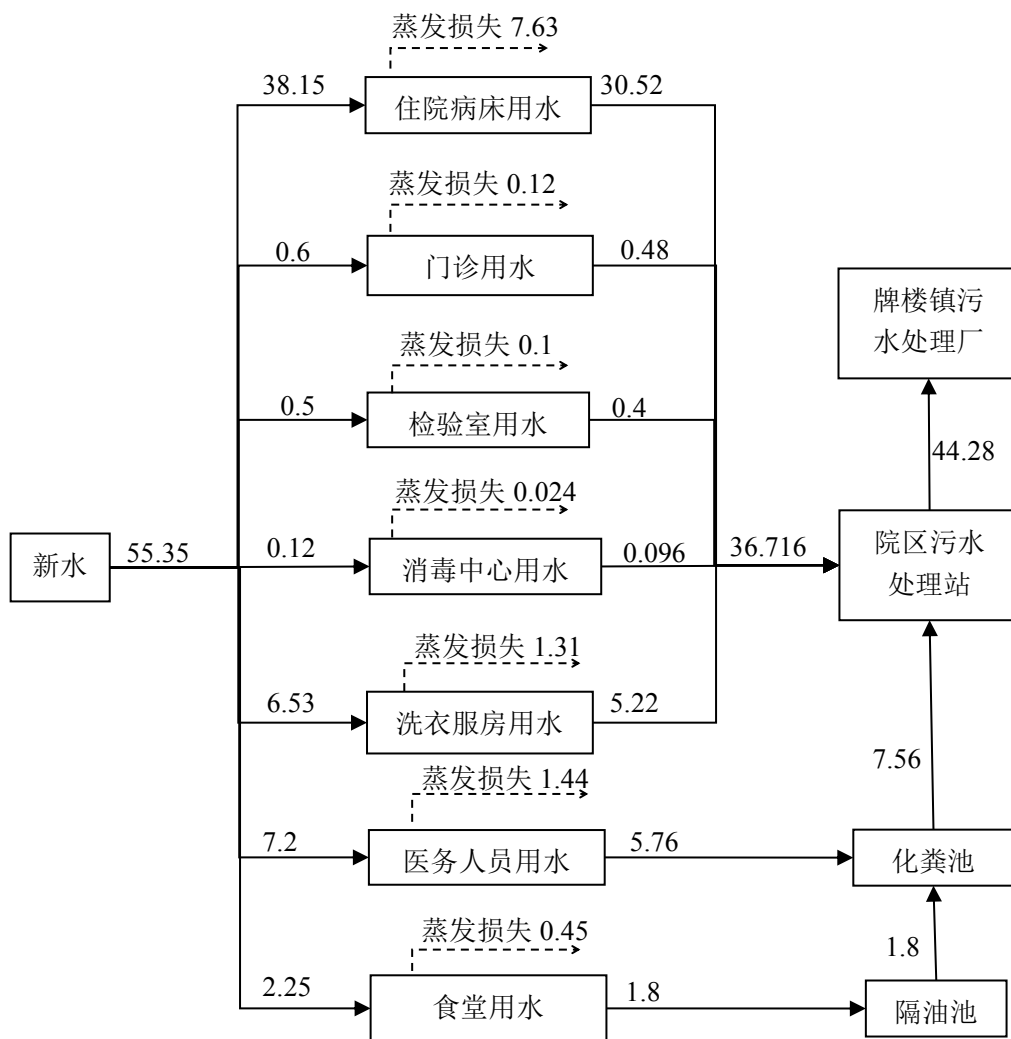 蒸发损失 7.63
38.15
住院病床用水
30.52
蒸发损失 0.12
0.6
门诊用水
0.48
牌楼镇污
水处理厂
蒸发损失 0.1
0.5
检验室用水
0.4
44.28
蒸发损失 0.024
新水
55.35
0.12
消毒中心用水
0.096
36.716
院区污水
处理站
蒸发损失 1.31
6.53
洗衣服房用水
5.22
7.56
蒸发损失 1.44
7.2
医务人员用水
5.76
化粪池
蒸发损失 0.45
1.8
2.25
食堂用水
1.8
隔油池